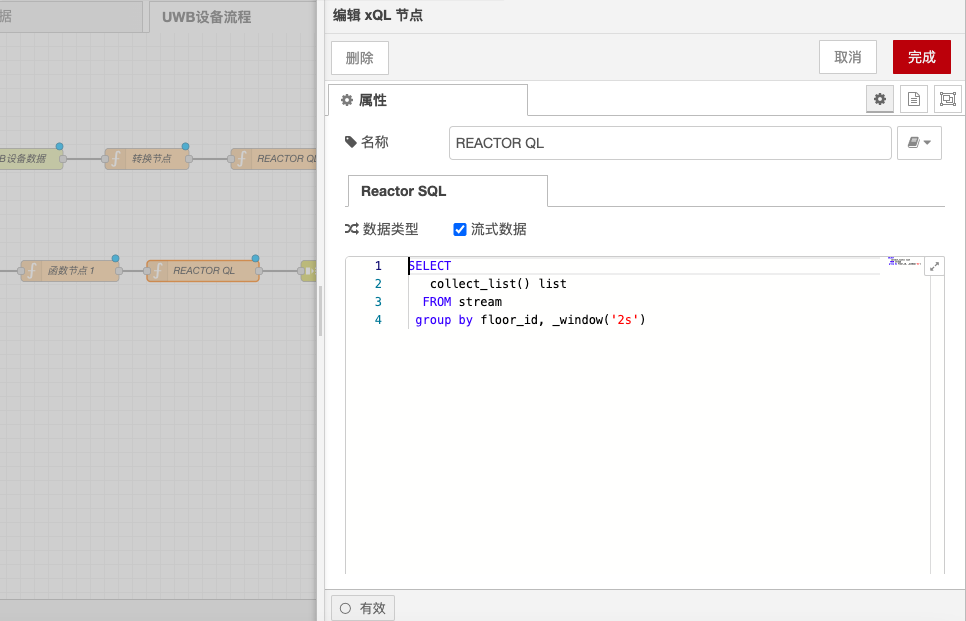 据
UWB设备流程
编辑 xQL 节点
删除
取消
完成
属性
名称
REACTOR QL
B设备数据
转换节点
REACTOR QL
Reactor SQL
数据类型
流式数据
函数节点 1
REACTOR QL
1 SELECT
2 collect_list() list
3 FROM stream
4 group by floor_id, _window('2s')
有效